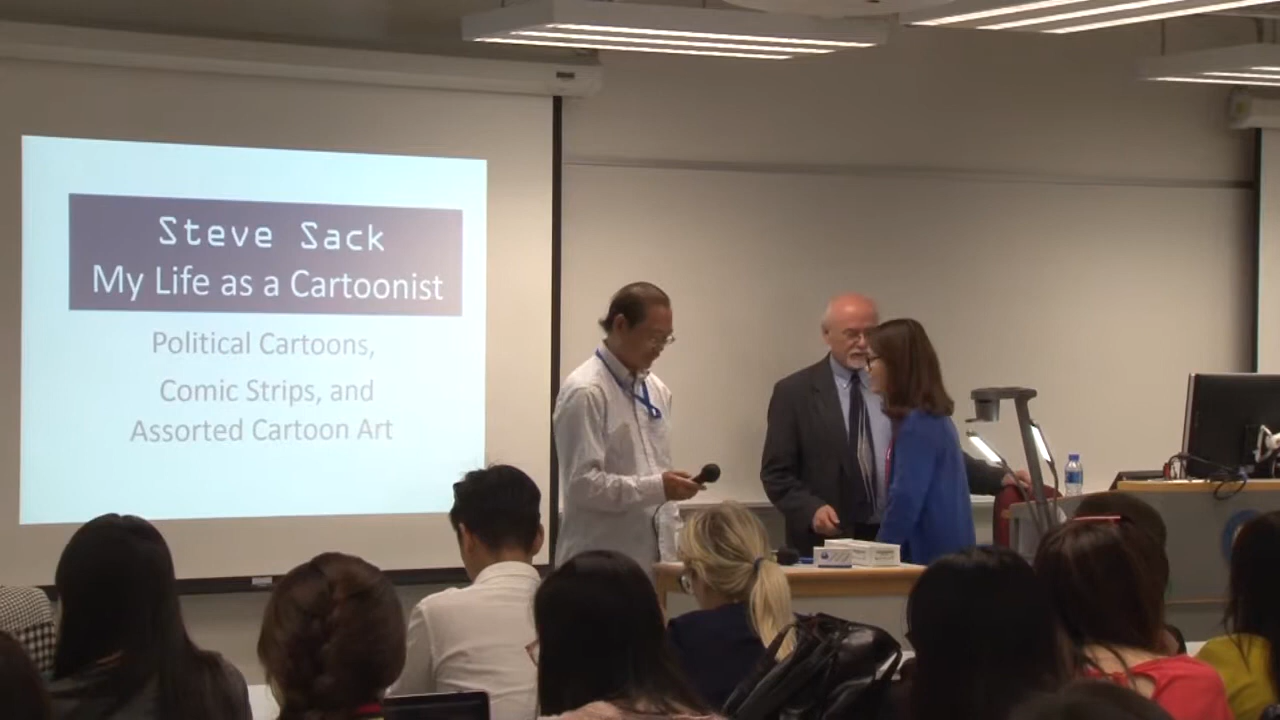 Steve Sack
My Life as a Cartoonist
Political Cartoons,
Comic Strips, and
Assorted Cartoon Art